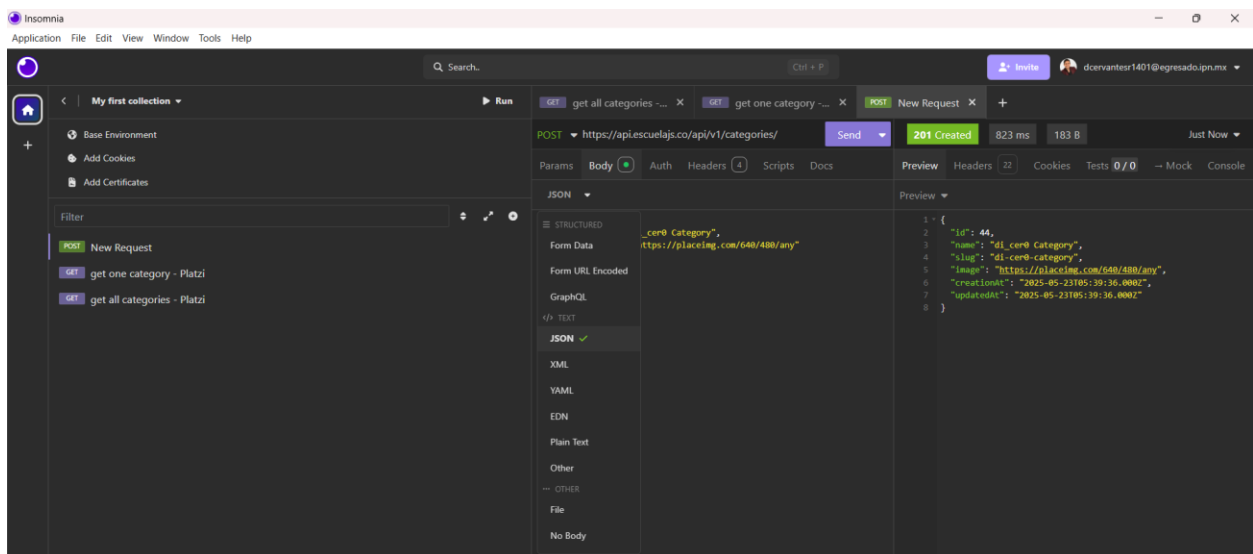 Insomnia
Application File Edit View Window Tools Help
Search.. Ctrl + P Invite dcervantesr1401@egresado.ipn.mx
My first collection Run
Base Environment
Add Cookies
Add Certificates
Filter
POST New Request
GET get one category - Platzi
GET get all categories - Platzi
GET get all categories -... GET get one category -... POST New Request
POST https://api.escuelajs.co/api/v1/categories/ Send
Params Body Auth Headers 4 Scripts Docs
JSON
STRUCTURED
Form Data
Form URL Encoded
GraphQL
TEXT
JSON
XML
YAML
EDN
Plain Text
Other
OTHER
File
No Body
_cer0 Category",
https://placeimg.com/640/480/any"
201 Created 823 ms 183 B Just Now
Preview Headers 22 Cookies Tests 0 / 0 → Mock Console
Preview
1 {
2 "id": 44,
3 "name": "di_cer0 Category",
4 "slug": "di-cer0-category",
5 "image": "https://placeimg.com/640/480/any",
6 "creationAt": "2025-05-23T05:39:36.000Z",
7 "updatedAt": "2025-05-23T05:39:36.000Z"
8 }